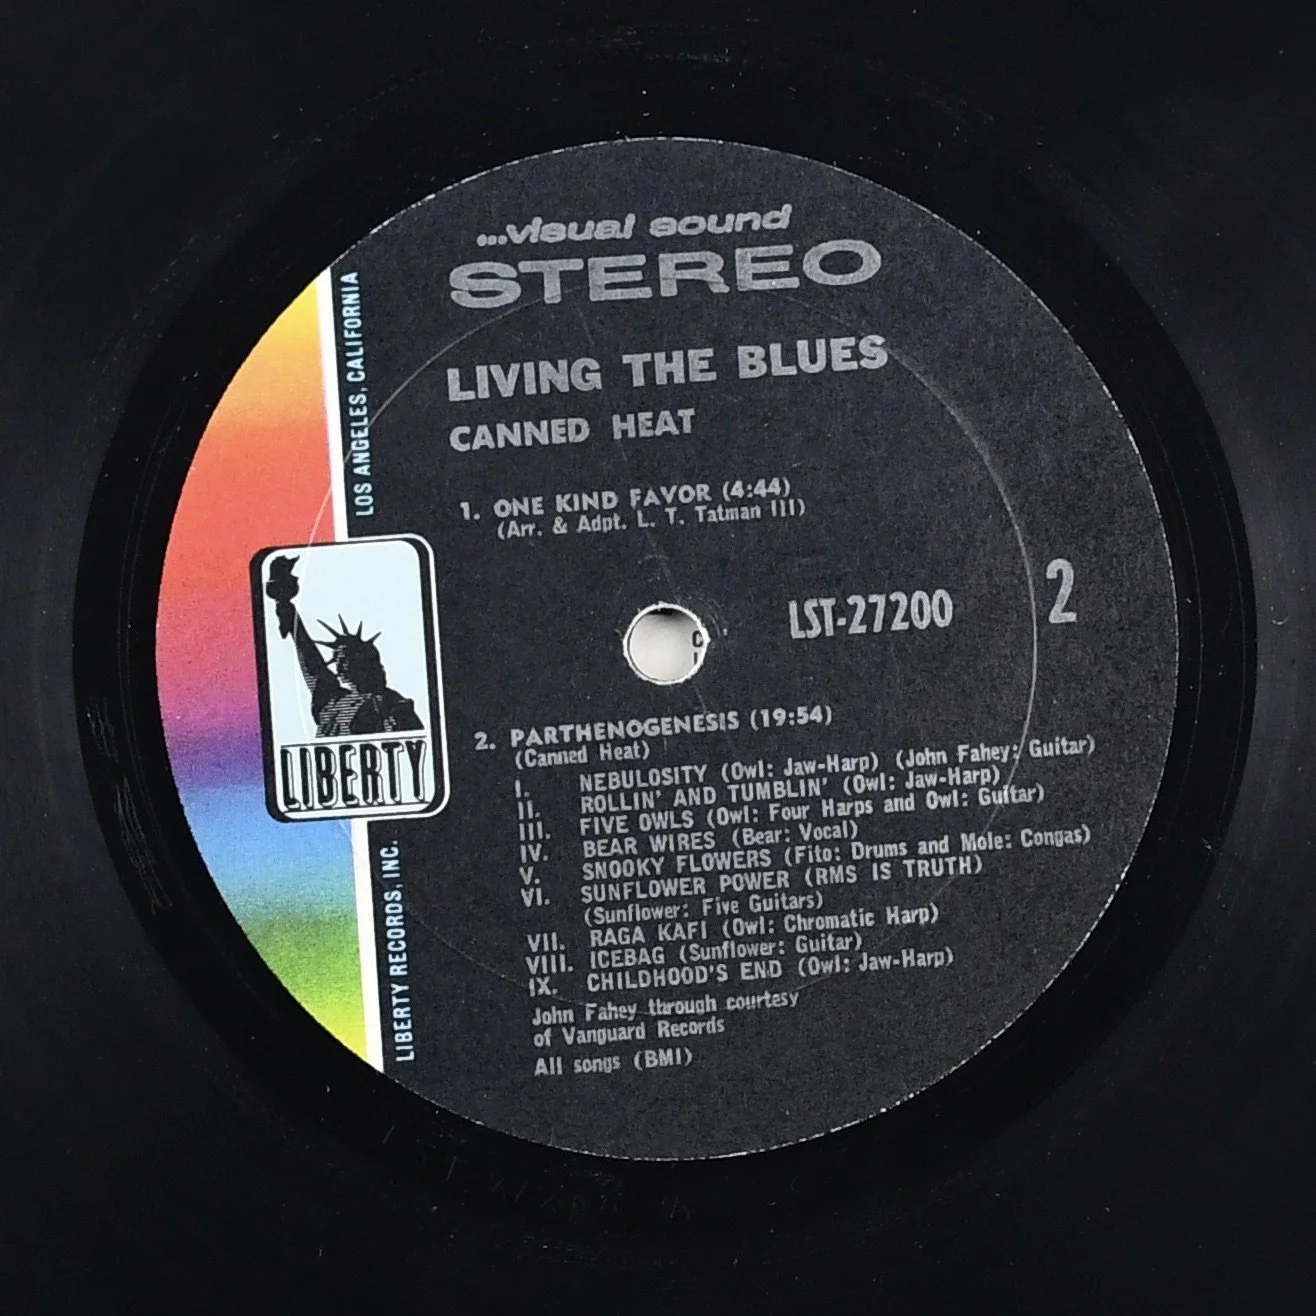 ...visual sound
STEREO
LIVING THE BLUES
CANNED HEAT
1. ONE KIND FAVOR (4:44)
(Arr. & Adpt. L. T. Tatman III)
LST-27200
2
2. PARTHENOGENESIS (19:54)
(Canned Heat)
I. NEBULOSITY (Owl: Jaw-Harp) (John Fahey: Guitar)
II. ROLLIN' AND TUMBLIN' (Owl: Jaw-Harp)
III. FIVE OWLS (Owl: Four Harps and Owl: Guitar)
IV. BEAR WIRES (Bear: Vocal)
V. SNOOKY FLOWERS (Fito: Drums and Mole: Congas)
VI. SUNFLOWER POWER (RMS IS TRUTH)
(Sunflower: Five Guitars)
VII. RAGA KAFI (Owl: Chromatic Harp)
VIII. ICEBAG (Sunflower: Guitar)
IX. CHILDHOOD'S END (Owl: Jaw-Harp)
John Fahey through courtesy
of Vanguard Records
All songs (BMI)
LIBERTY
LIBERTY RECORDS, INC.
LOS ANGELES, CALIFORNIA